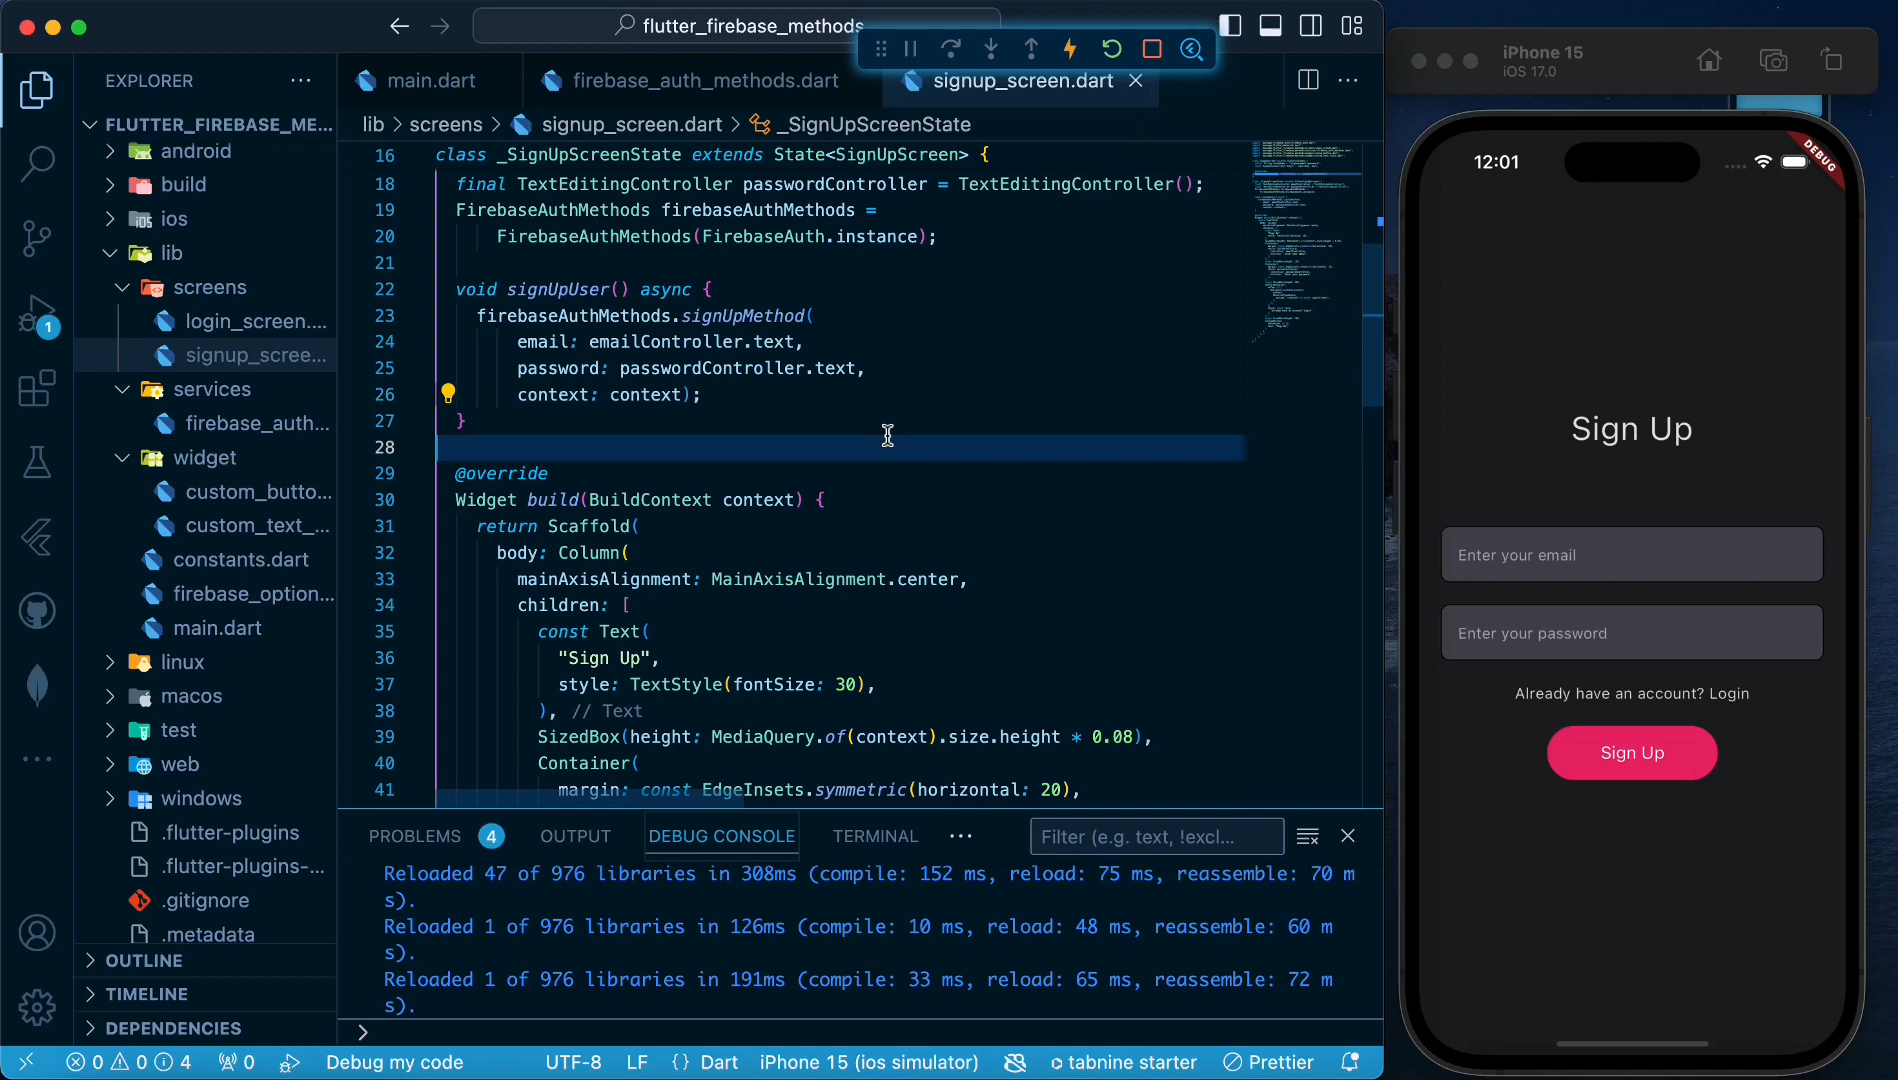 flutter_firebase_methods
EXPLORER
FLUTTER_FIREBASE_ME...
android
build
ios
lib
screens
login_screen....
signup_scree...
services
firebase_auth...
widget
custom_butto...
custom_text_...
constants.dart
firebase_option...
main.dart
linux
macos
test
web
windows
.flutter-plugins
.flutter-plugins-...
.gitignore
.metadata
OUTLINE
TIMELINE
DEPENDENCIES
1
main.dart
firebase_auth_methods.dart
signup_screen.dart
lib > screens > signup_screen.dart > _SignUpScreenState
16 class _SignUpScreenState extends State<SignUpScreen> {
18 final TextEditingController passwordController = TextEditingController();
19 FirebaseAuthMethods firebaseAuthMethods =
20 FirebaseAuthMethods(FirebaseAuth.instance);
21
22 void signUpUser() async {
23 firebaseAuthMethods.signUpMethod(
24 email: emailController.text,
25 password: passwordController.text,
26 context: context);
27 }
28
29 @override
30 Widget build(BuildContext context) {
31 return Scaffold(
32 body: Column(
33 mainAxisAlignment: MainAxisAlignment.center,
34 children: [
35 const Text(
36 "Sign Up",
37 style: TextStyle(fontSize: 30),
38 ), // Text
39 SizedBox(height: MediaQuery.of(context).size.height * 0.08),
40 Container(
41 margin: const EdgeInsets.symmetric(horizontal: 20),
PROBLEMS 4 OUTPUT DEBUG CONSOLE TERMINAL
Filter (e.g. text, !excl...
Reloaded 47 of 976 libraries in 308ms (compile: 152 ms, reload: 75 ms, reassemble: 70 m
s).
Reloaded 1 of 976 libraries in 126ms (compile: 10 ms, reload: 48 ms, reassemble: 60 m
s).
Reloaded 1 of 976 libraries in 191ms (compile: 33 ms, reload: 65 ms, reassemble: 72 m
s).
>
0 0 4 0 Debug my code UTF-8 LF {} Dart iPhone 15 (ios simulator) tabnine starter Prettier
iPhone 15
iOS 17.0
12:01
DEBUG
Sign Up
Enter your email
Enter your password
Already have an account? Login
Sign Up